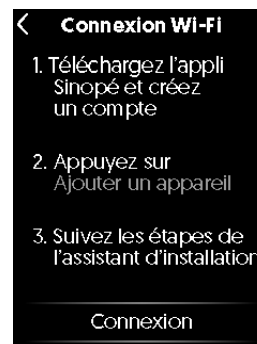 Connexion Wi-Fi
1. Téléchargez l'appli
Sinopé et créez
un compte
2. Appuyez sur
Ajouter un appareil
3. Suivez les étapes de
l'assistant d'installation
Connexion